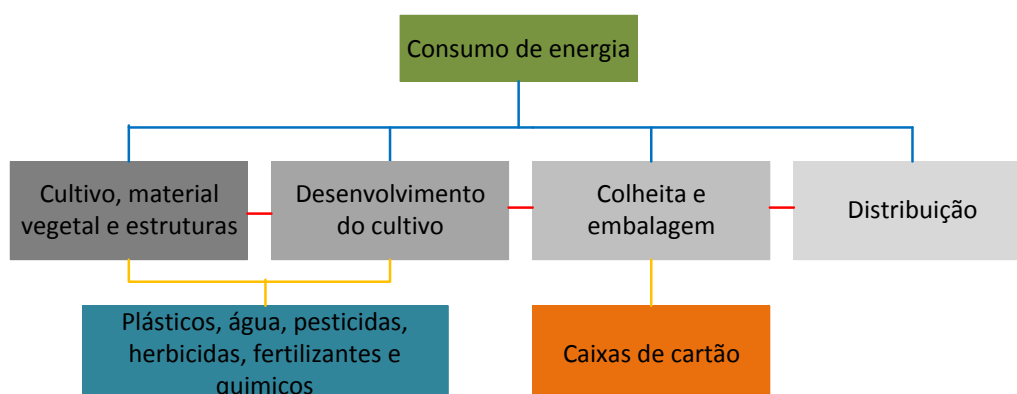 Consumo de energia
Cultivo, material
vegetal e estruturas
Desenvolvimento
do cultivo
Colheita e
embalagem
Distribuição
Plásticos, água, pesticidas,
herbicidas, fertilizantes e
quimicos
Caixas de cartão